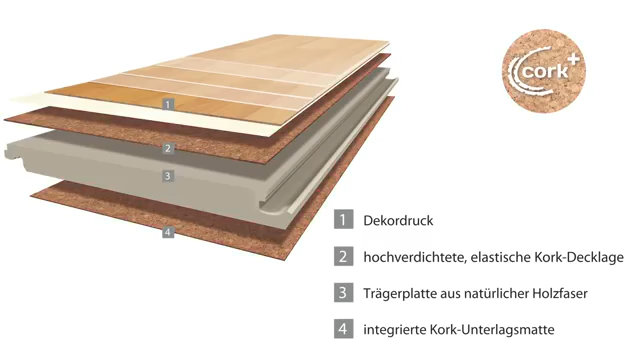 cork+
1
2
3
4
1 Dekordruck
2 hochverdichtete, elastische Kork-Decklage
3 Trägerplatte aus natürlicher Holzfaser
4 integrierte Kork-Unterlagsmatte